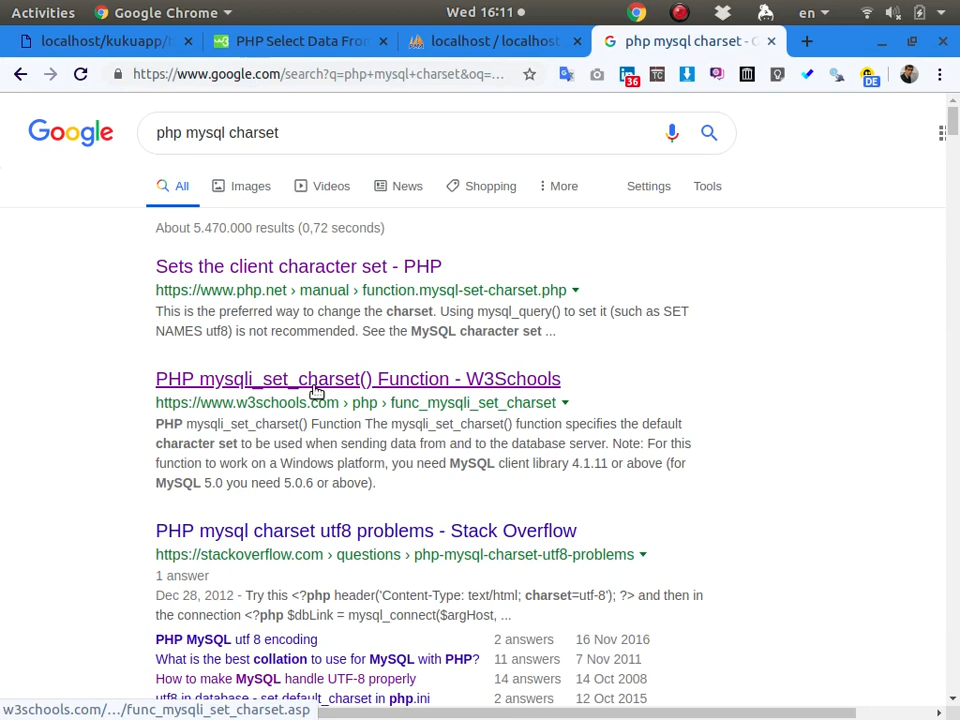 Activities Google Chrome Wed 16:11 en
localhost/kukuapp/t PHP Select Data Fro localhost / localhost php mysql charset - G
https://www.google.com/search?q=php+mysql+charset&oq=... 36 TC DE
Google php mysql charset
All Images Videos News Shopping More Settings Tools
About 5.470.000 results (0,72 seconds)
Sets the client character set - PHP
https://www.php.net › manual › function.mysql-set-charset.php
This is the preferred way to change the charset. Using mysql_query() to set it (such as SET
NAMES utf8) is not recommended. See the MySQL character set ...
PHP mysqli_set_charset() Function - W3Schools
https://www.w3schools.com › php › func_mysqli_set_charset
PHP mysqli_set_charset() Function The mysqli_set_charset() function specifies the default
character set to be used when sending data from and to the database server. Note: For this
function to work on a Windows platform, you need MySQL client library 4.1.11 or above (for
MySQL 5.0 you need 5.0.6 or above).
PHP mysql charset utf8 problems - Stack Overflow
https://stackoverflow.com › questions › php-mysql-charset-utf8-problems
1 answer
Dec 28, 2012 - Try this <?php header('Content-Type: text/html; charset=utf-8'); ?> and then in
the connection <?php $dbLink = mysql_connect($argHost, ...
PHP MySQL utf 8 encoding 2 answers 16 Nov 2016
What is the best collation to use for MySQL with PHP? 11 answers 7 Nov 2011
How to make MySQL handle UTF-8 properly 14 answers 14 Oct 2008
utf8 in database - set default_charset in php.ini 2 answers 12 Oct 2015
w3schools.com/.../func_mysqli_set_charset.asp